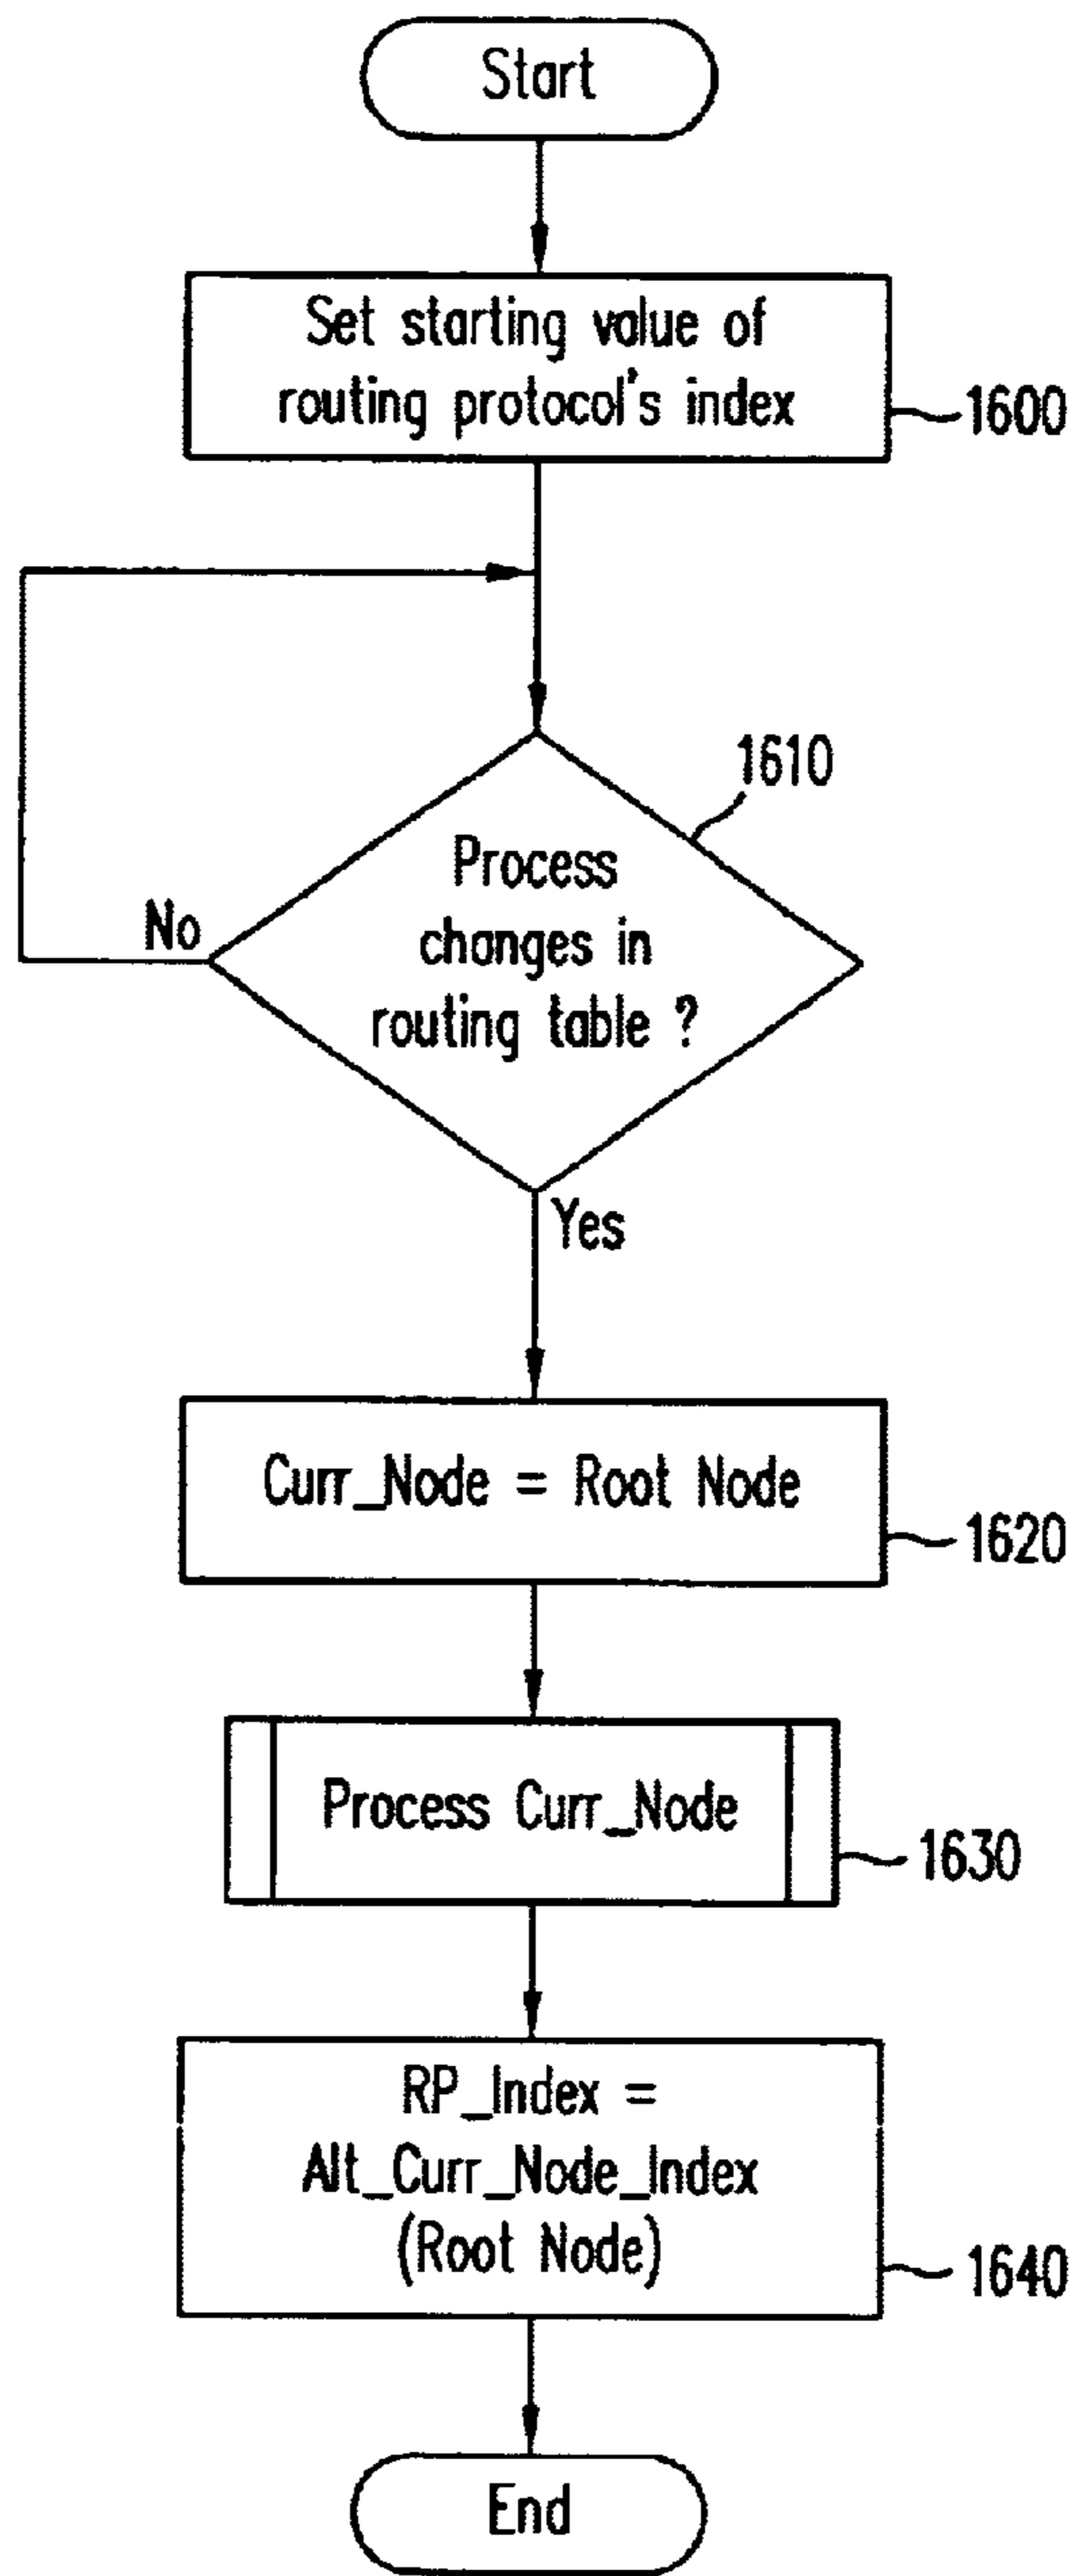 Start
Set starting value of
routing protocol's index
1600
1610
Process
changes in
routing table ?
No
Yes
Curr_Node = Root Node
1620
Process Curr_Node
1630
RP_Index =
Alt_Curr_Node_Index
(Root Node)
1640
End